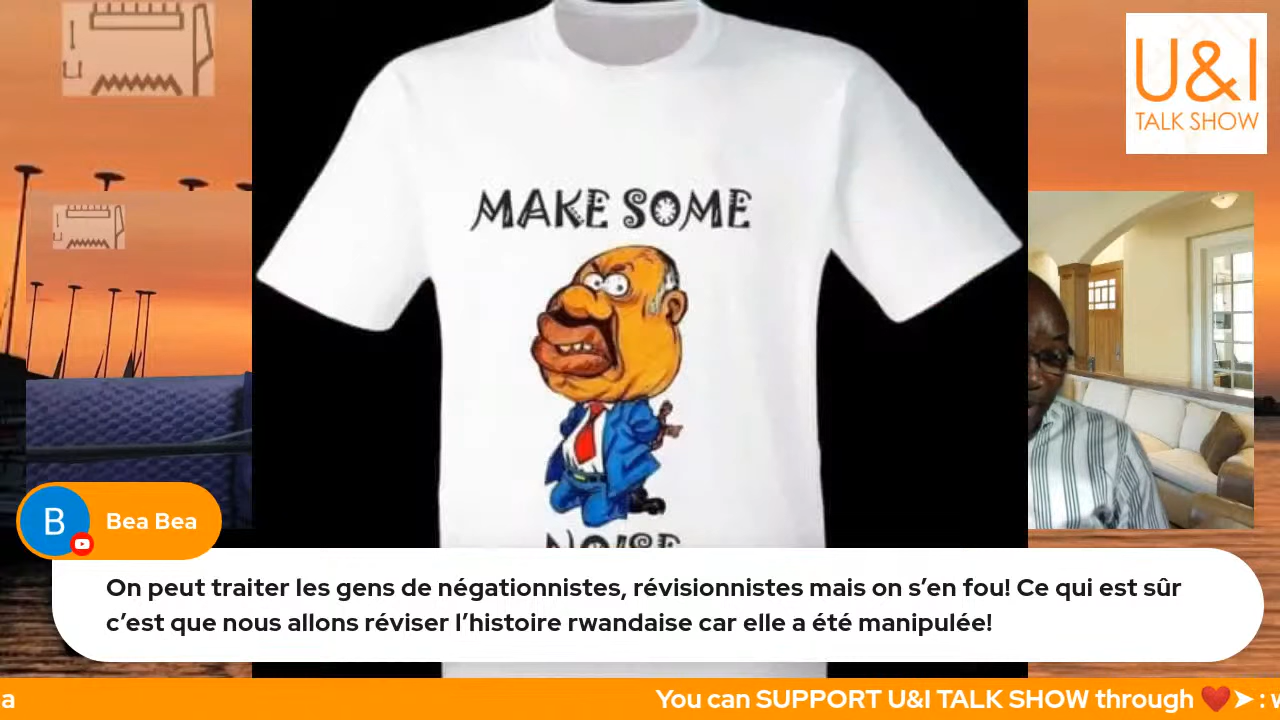 U&I
TALK SHOW
MAKE SOME
NOISE
Bea Bea
On peut traiter les gens de négationnistes, révisionnistes mais on s’en fou! Ce qui est sûr
c’est que nous allons réviser l’histoire rwandaise car elle a été manipulée!
a You can SUPPORT U&I TALK SHOW through ❤️➤ : w